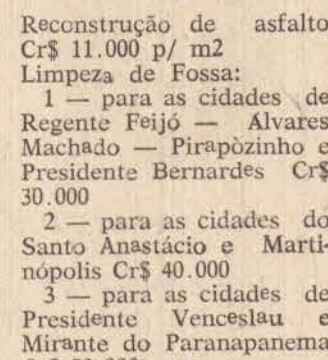 Reconstrução de asfalto
Cr$ 11.000 p/ m2
Limpeza de Fossa:
1 — para as cidades de
Regente Feijó — Álvares
Machado — Pirapòzinho e
Presidente Bernardes Cr$
30.000
2 — para as cidades do
Santo Anastácio e Marti-
nópolis Cr$ 40.000
3 — para as cidades de
Presidente Venceslau e
Mirante do Paranapanema